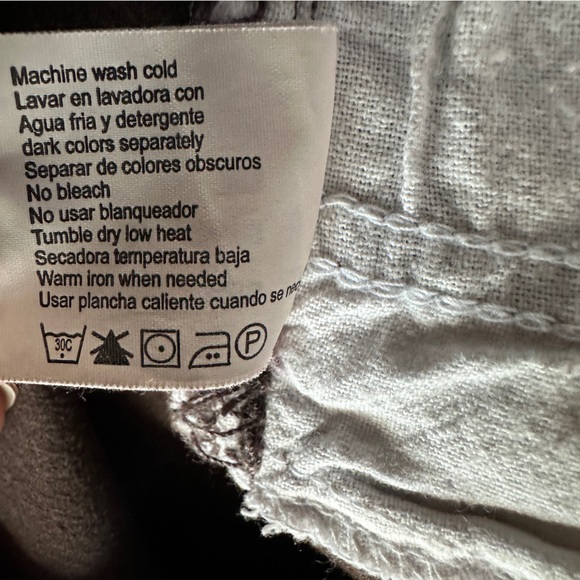 Machine wash cold
Lavar en lavadora con
Agua fria y detergente
dark colors separately
Separar de colores obscuros
No bleach
No usar blanqueador
Tumble dry low heat
Secadora temperatura baja
Warm iron when needed
Usar plancha caliente cuando se nec
30C P